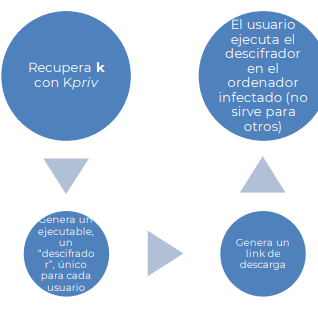 Recupera k
con Kpriv
Genera un
ejecutable,
un
"descifrado
r", único
para cada
usuario
Genera un
link de
descarga
El usuario
ejecuta el
descifrador
en el
ordenador
infectado (no
sirve para
otros)